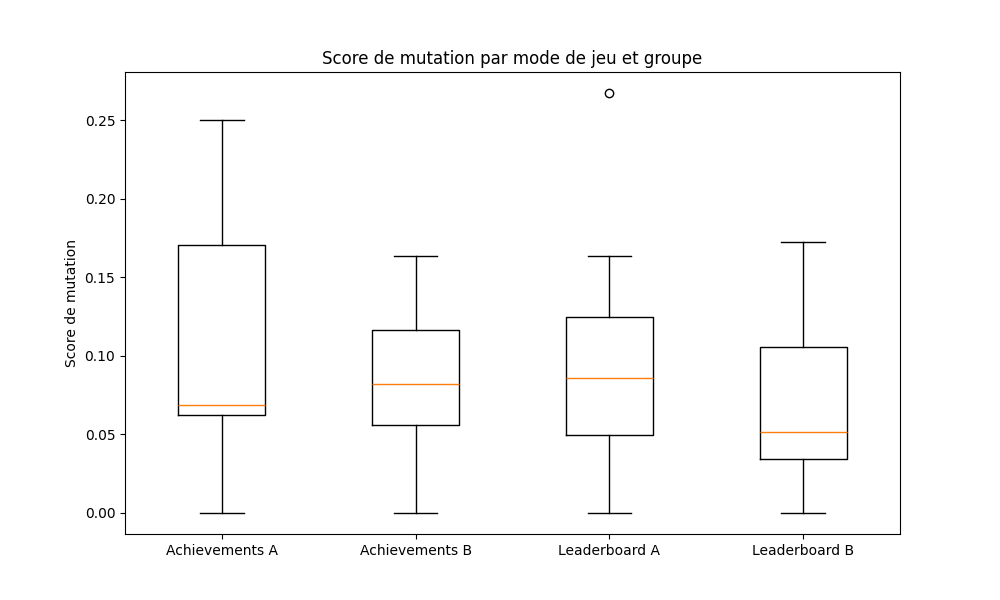 Score de mutation par mode de jeu et groupe
Score de mutation
0.25
0.20
0.15
0.10
0.05
0.00
Achievements A
Achievements B
Leaderboard A
Leaderboard B